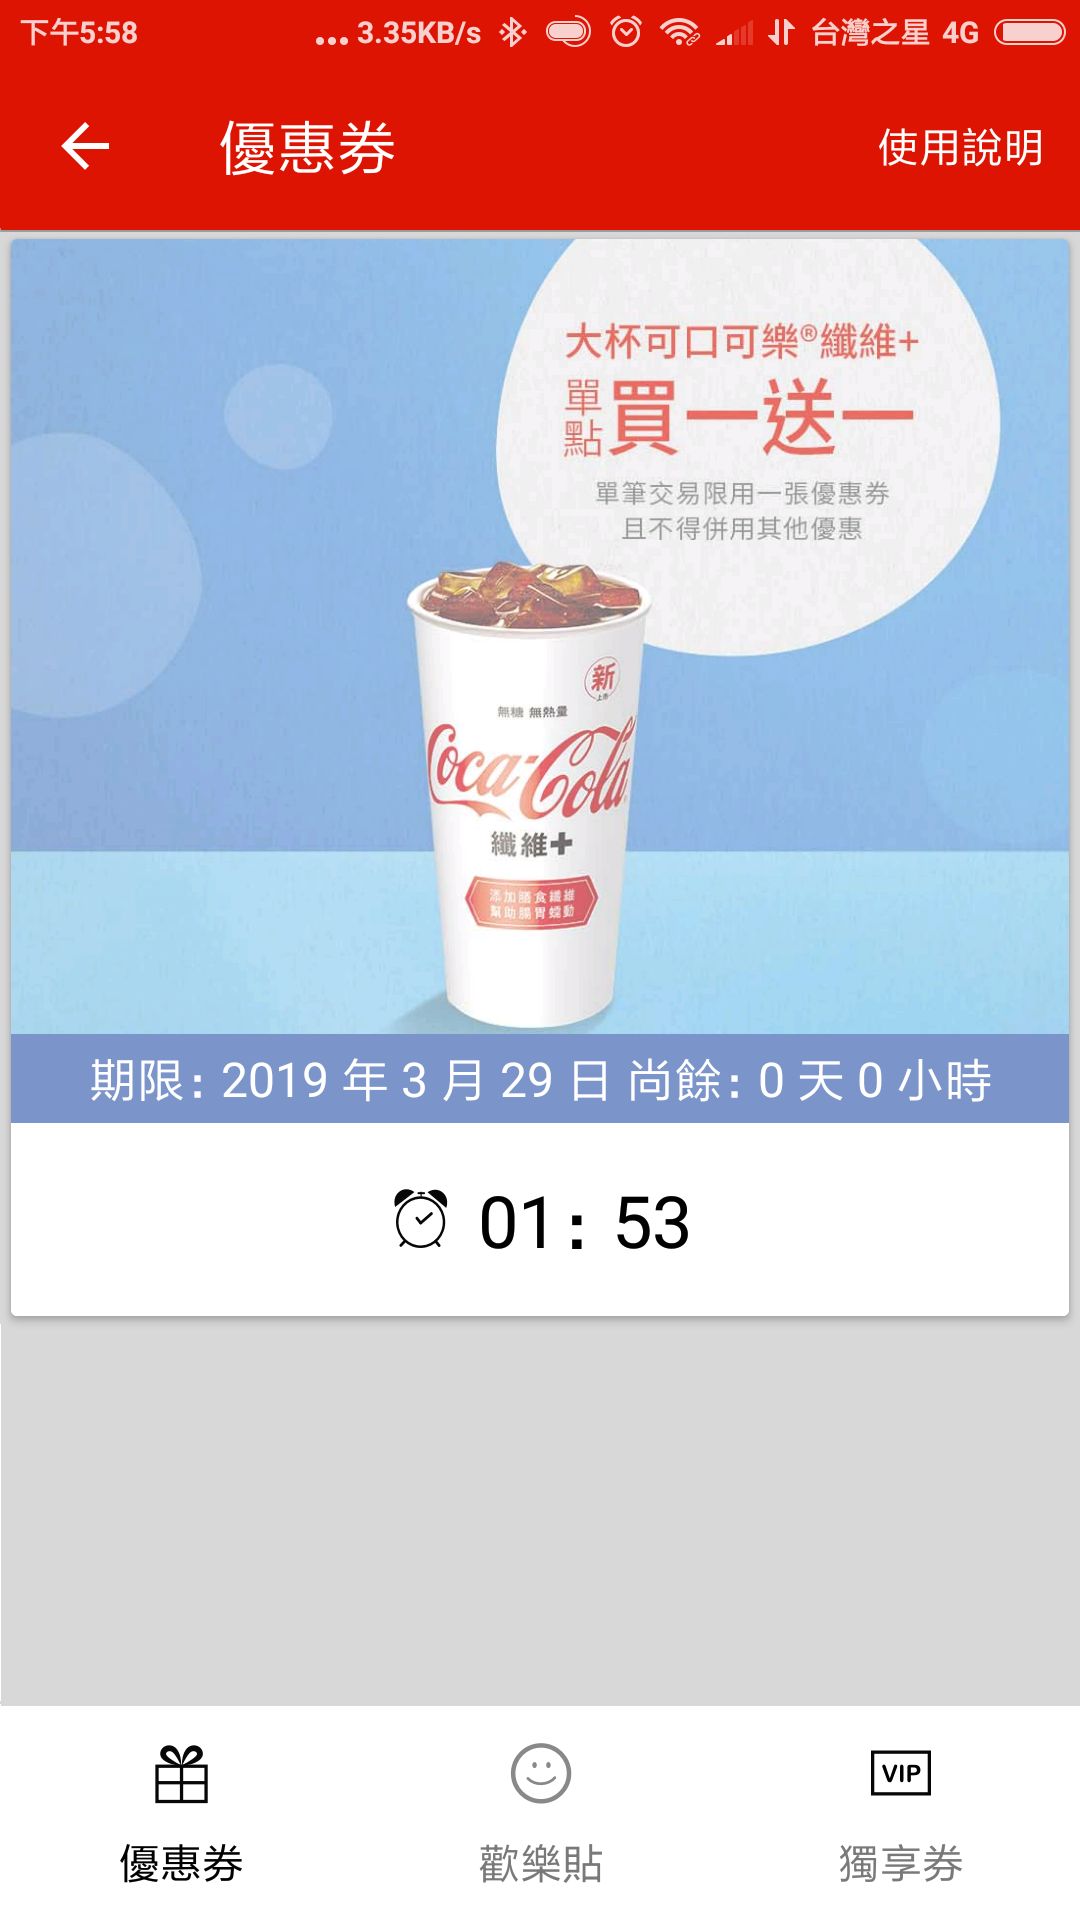 下午5:58
... 3.35KB/s 台灣之星 4G
優惠券
使用說明
大杯可口可樂®纖維+
單點
買一送一
單筆交易限用一張優惠券
且不得併用其他優惠
新
上市
無糖 無熱量
Coca-Cola
纖維+
添加膳食纖維
幫助腸胃蠕動
期限: 2019 年 3 月 29 日 尚餘: 0 天 0 小時
01: 53
VIP
優惠券
歡樂貼
獨享券